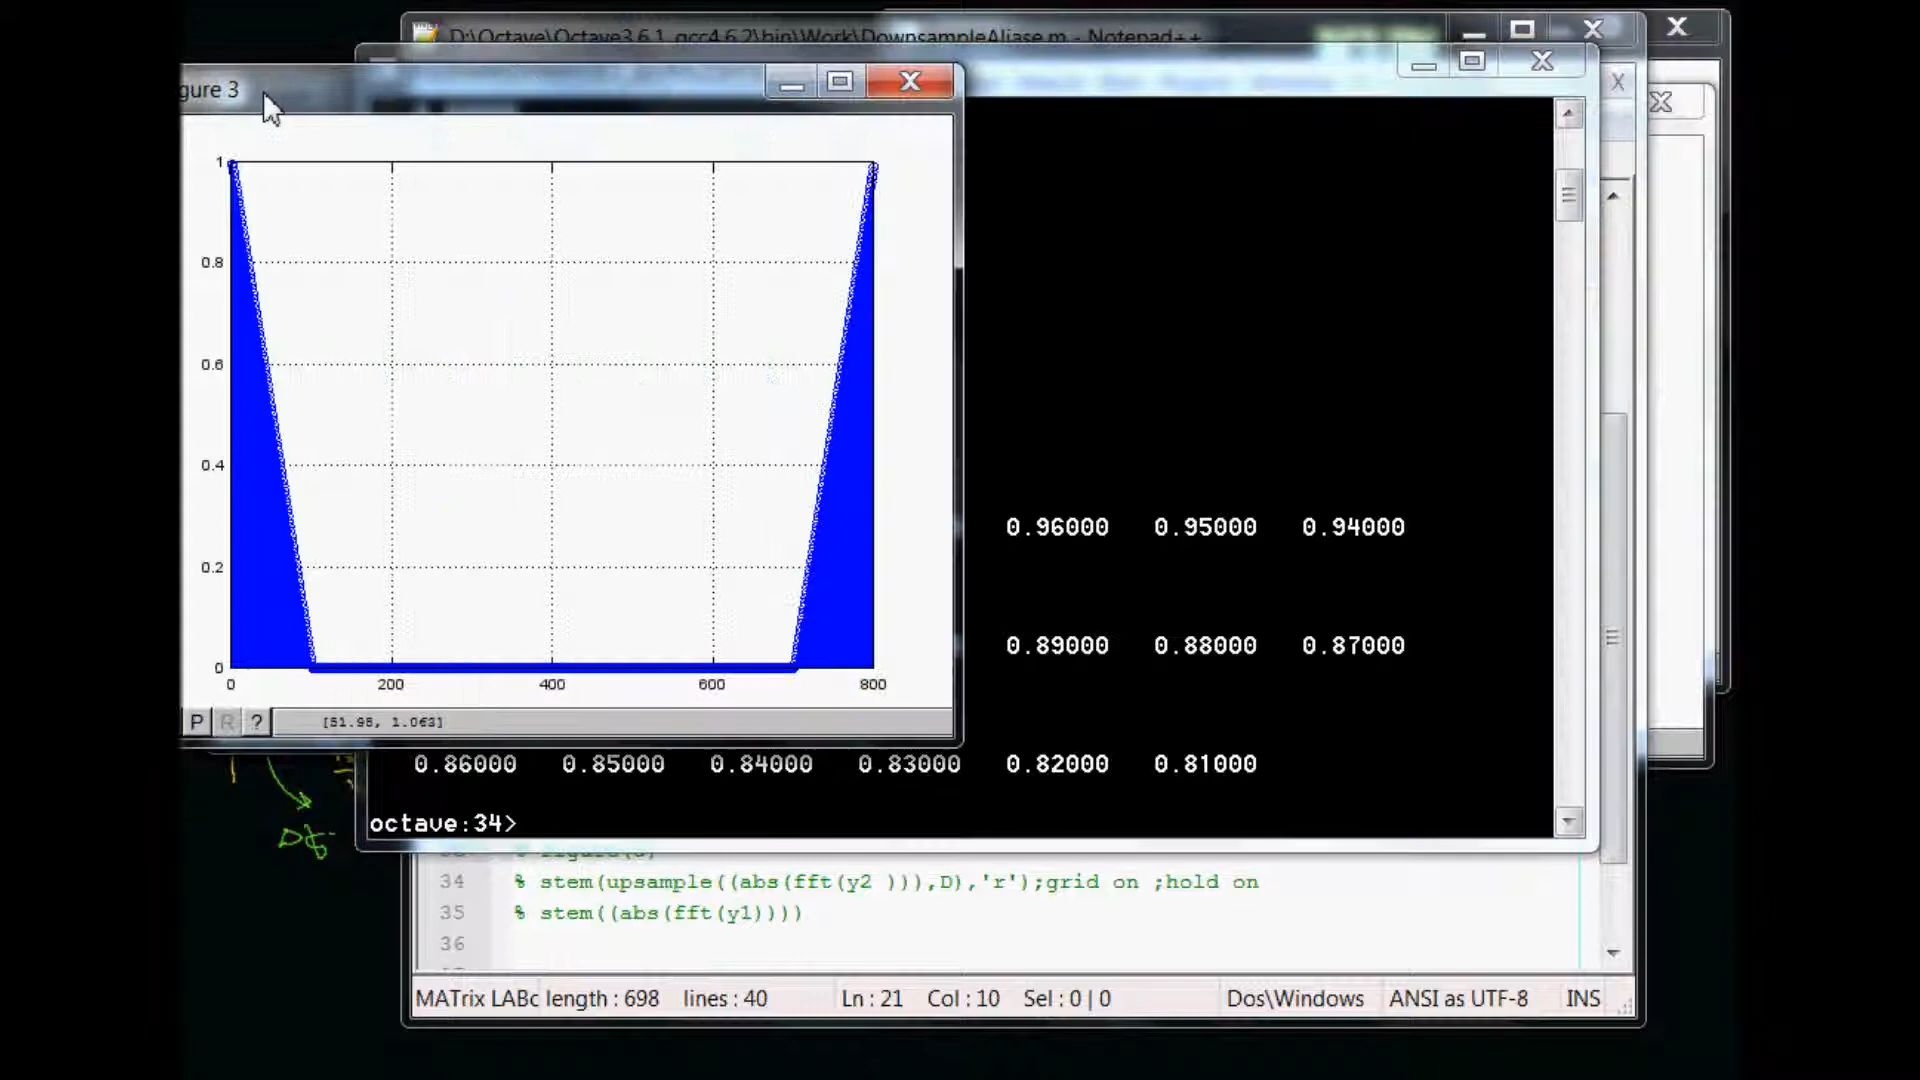 D:\Octave\Octave3.6.1_gcc4.6.2\bin\Work\DownsampleAliase.m - Notepad++
gure 3
1
0.8
0.6
0.4
0.2
0
0 200 400 600 800
P R ? [51.98, 1.063]
0.96000 0.95000 0.94000
0.89000 0.88000 0.87000
0.86000 0.85000 0.84000 0.83000 0.82000 0.81000
octave:34>
34 % stem(upsample((abs(fft(y2 ))),D),'r');grid on ;hold on
35 % stem((abs(fft(y1))))
36
MATrix LABc length : 698 lines : 40 Ln : 21 Col : 10 Sel : 0 | 0 Dos\Windows ANSI as UTF-8 INS